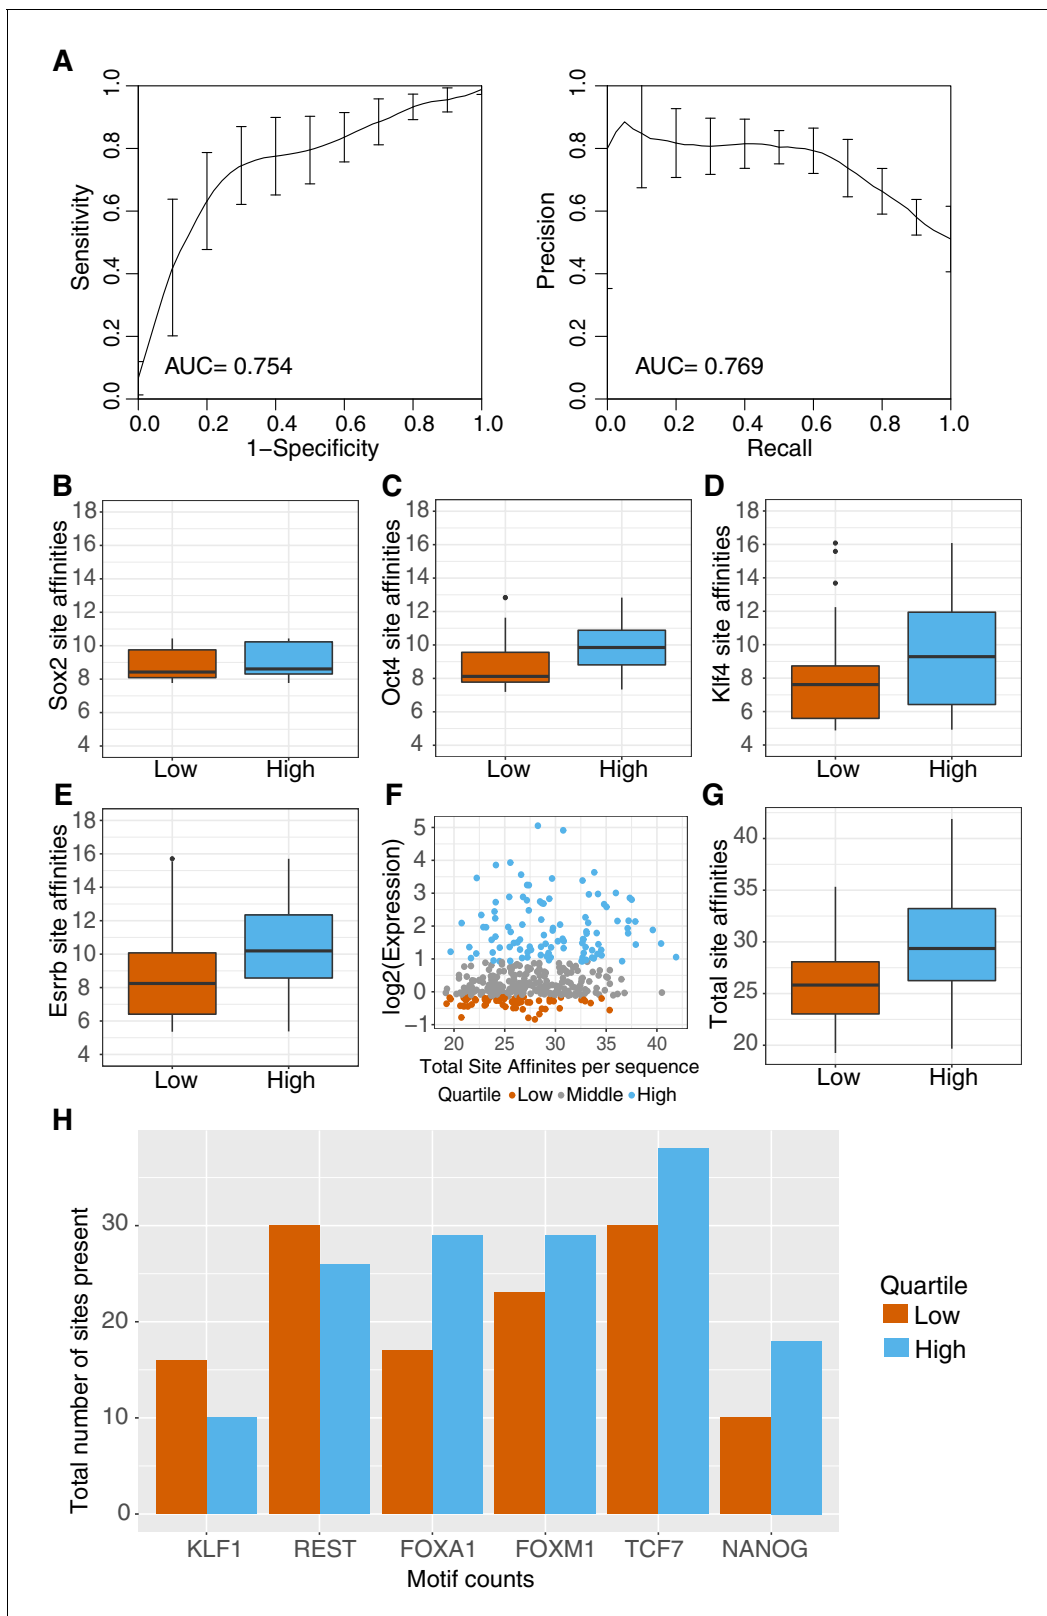 A
Sensitivity
1.0
0.8
0.6
0.4
0.2
0.0
AUC= 0.754
0.0 0.2 0.4 0.6 0.8 1.0
1−Specificity
Precision
1.0
0.8
0.6
0.4
0.2
0.0
AUC= 0.769
0.0 0.2 0.4 0.6 0.8 1.0
Recall
B
Sox2 site affinities
18
16
14
12
10
8
6
4
Low High
C
Oct4 site affinities
18
16
14
12
10
8
6
4
Low High
D
Klf4 site affinities
18
16
14
12
10
8
6
4
Low High
E
Esrrb site affinities
18
16
14
12
10
8
6
4
Low High
F
log2(Expression)
5
4
3
2
1
0
−1
20 25 30 35 40
Total Site Affinites per sequence
Quartile Low Middle High
G
Total site affinities
40
35
30
25
20
Low High
H
Total number of sites present
30
20
10
0
KLF1 REST FOXA1 FOXM1 TCF7 NANOG
Motif counts
Quartile
Low
High